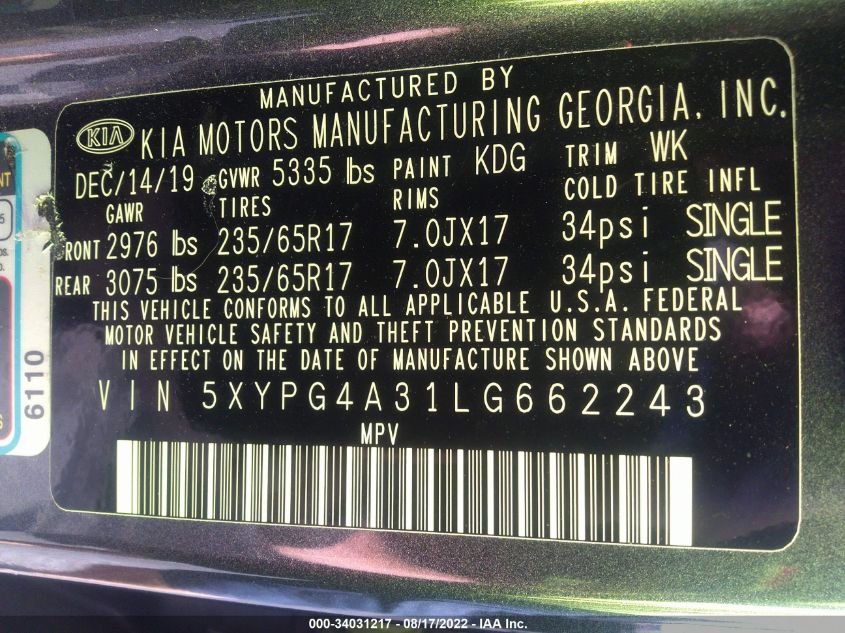 MANUFACTURED BY
KIA KIA MOTORS MANUFACTURING GEORGIA, INC.
DEC/14/19 GVWR 5335 lbs PAINT KDG TRIM WK
GAWR TIRES RIMS COLD TIRE INFL
FRONT 2976 lbs 235/65R17 7.0JX17 34psi SINGLE
REAR 3075 lbs 235/65R17 7.0JX17 34psi SINGLE
THIS VEHICLE CONFORMS TO ALL APPLICABLE U.S.A. FEDERAL
MOTOR VEHICLE SAFETY AND THEFT PREVENTION STANDARDS
IN EFFECT ON THE DATE OF MANUFACTURE SHOWN ABOVE
VIN 5XYPG4A31LG662243
MPV
6110
000-34031217 - 08/17/2022 - IAA Inc.